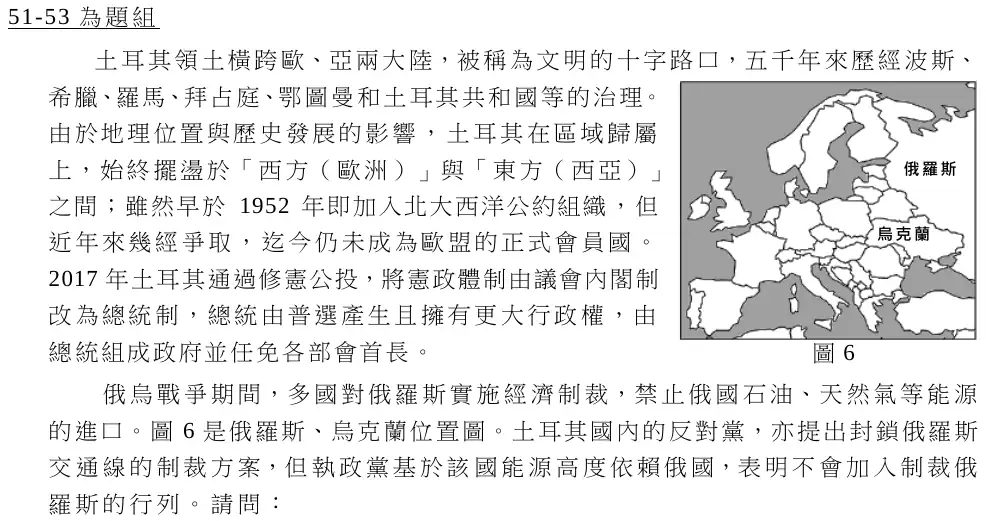 51-53 為題組
土耳其領土橫跨歐、亞兩大陸，被稱為文明的十字路口，五千年來歷經波斯、
希臘、羅馬、拜占庭、鄂圖曼和土耳其共和國等的治理。
由於地理位置與歷史發展的影響，土耳其在區域歸屬
上，始終擺盪於「西方（歐洲）」與「東方（西亞）」
之間；雖然早於 1952 年即加入北大西洋公約組織，但
近年來幾經爭取，迄今仍未成為歐盟的正式會員國。
2017 年土耳其通過修憲公投，將憲政體制由議會內閣制
改為總統制，總統由普選產生且擁有更大行政權，由
總統組成政府並任免各部會首長。
俄羅斯
烏克蘭
圖 6
俄烏戰爭期間，多國對俄羅斯實施經濟制裁，禁止俄國石油、天然氣等能源
的進口。圖 6 是俄羅斯、烏克蘭位置圖。土耳其國內的反對黨，亦提出封鎖俄羅斯
交通線的制裁方案，但執政黨基於該國能源高度依賴俄國，表明不會加入制裁俄
羅斯的行列。請問：